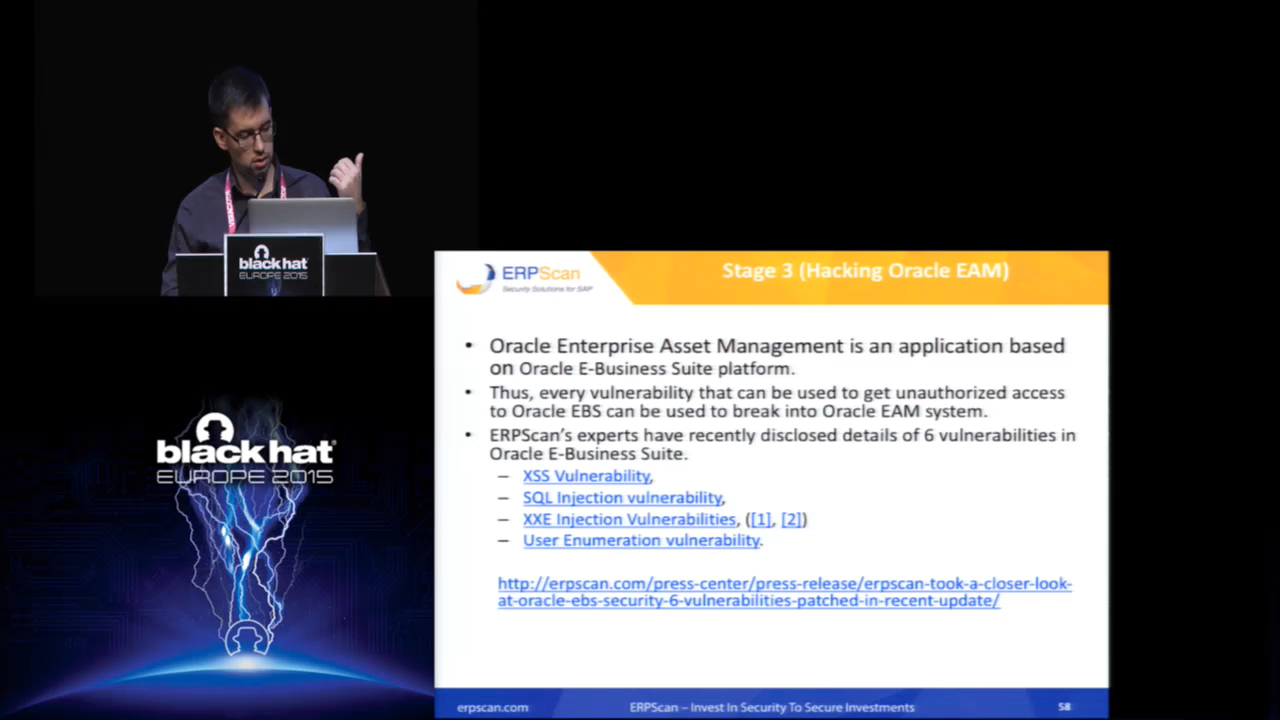 black hat
EUROPE 2015
ERPScan
Security Solutions for SAP
Stage 3 (Hacking Oracle EAM)
• Oracle Enterprise Asset Management is an application based
on Oracle E-Business Suite platform.
• Thus, every vulnerability that can be used to get unauthorized access
to Oracle EBS can be used to break into Oracle EAM system.
• ERPScan's experts have recently disclosed details of 6 vulnerabilities in
Oracle E-Business Suite.
– XSS Vulnerability,
– SQL Injection vulnerability,
– XXE Injection Vulnerabilities, ([1], [2])
– User Enumeration vulnerability.
http://erpscan.com/press-center/press-release/erpscan-took-a-closer-look-
at-oracle-ebs-security-6-vulnerabilities-patched-in-recent-update/
black hat
EUROPE 2015
erpscan.com
ERPScan – Invest In Security To Secure Investments
58